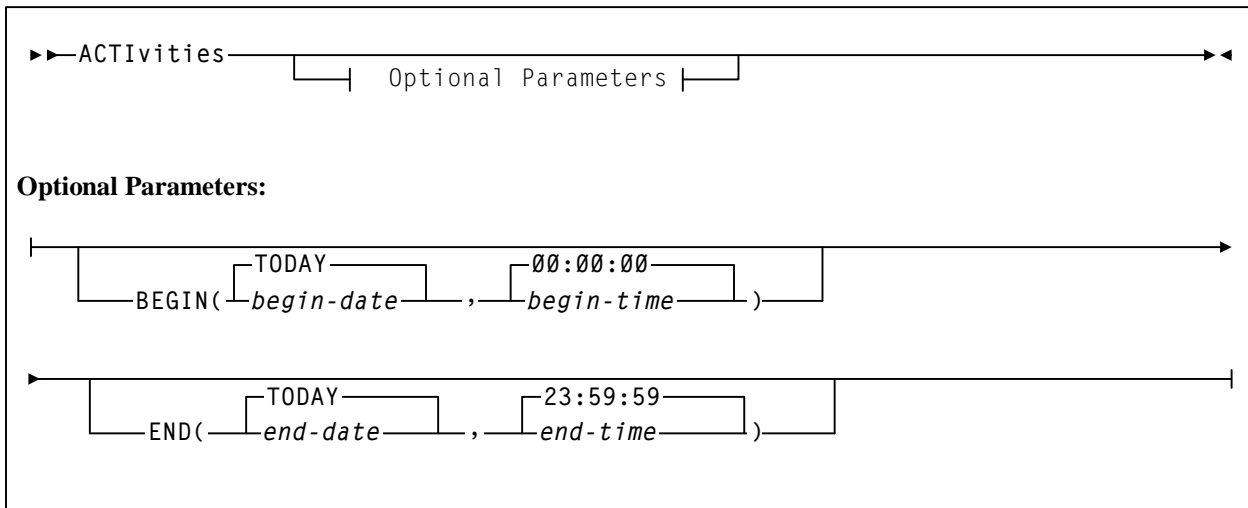 ACTIvities
Optional Parameters
Optional Parameters:
TODAY 00:00:00
BEGIN( begin-date , begin-time )
TODAY 23:59:59
END( end-date , end-time )